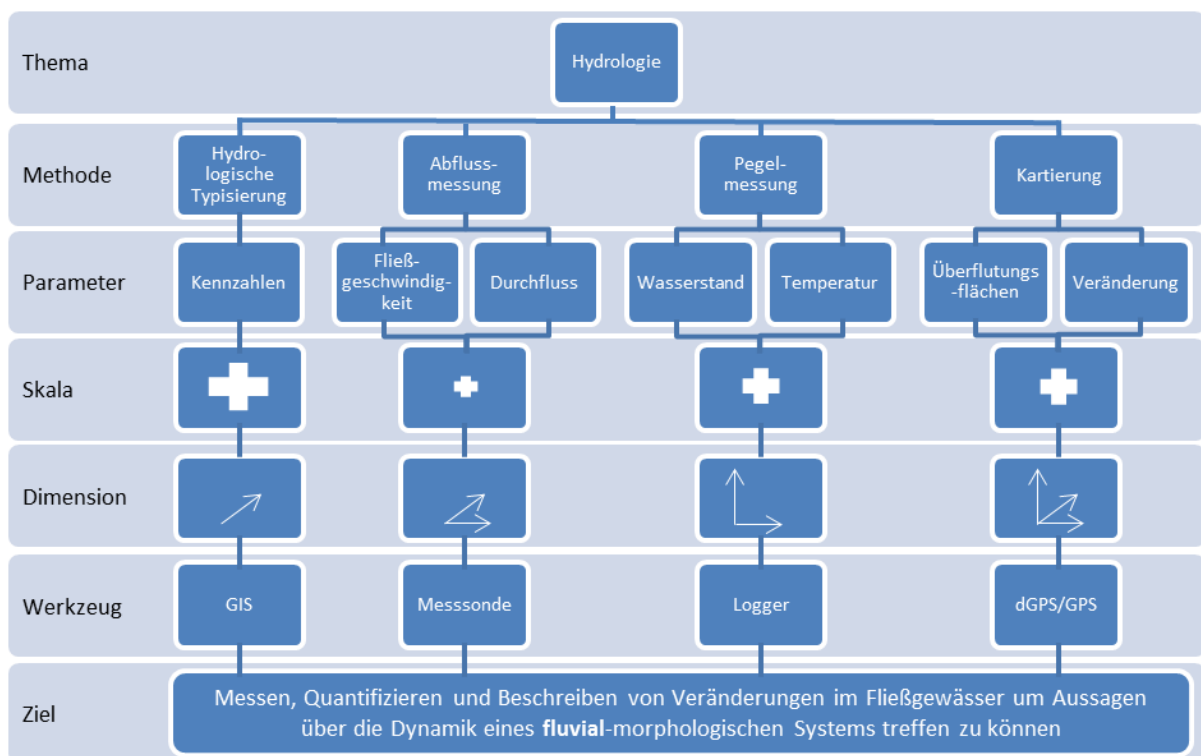 Thema
Hydrologie
Methode
Hydro-
logische
Typisierung
Abfluss-
messung
Pegel-
messung
Kartierung
Parameter
Kennzahlen
Fließ-
geschwindig-
keit
Durchfluss
Wasserstand
Temperatur
Überflutungs
-flächen
Veränderung
Skala
Dimension
Werkzeug
GIS
Messsonde
Logger
dGPS/GPS
Ziel
Messen, Quantifizieren und Beschreiben von Veränderungen im Fließgewässer um Aussagen
über die Dynamik eines fluvial-morphologischen Systems treffen zu können